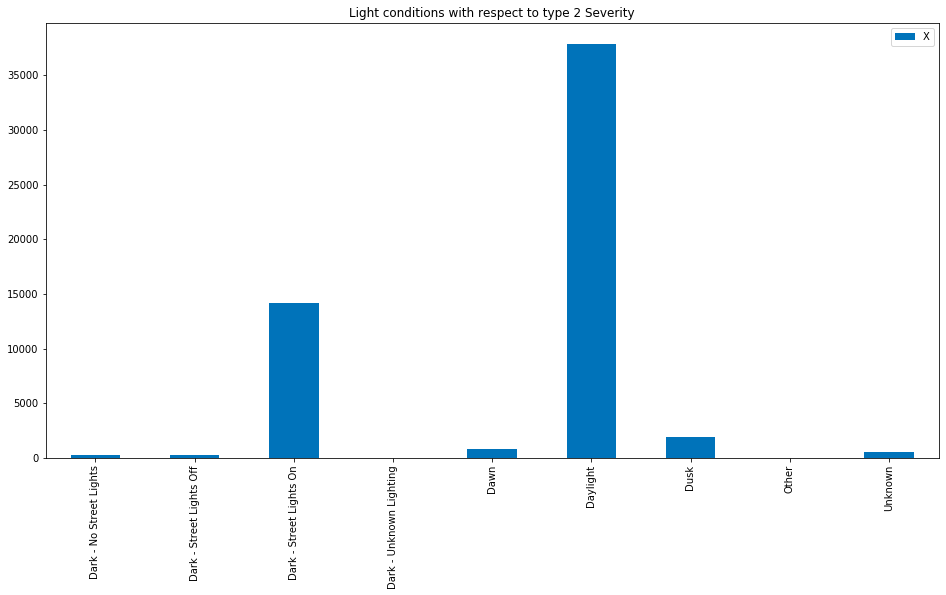 Light conditions with respect to type 2 Severity
X
35000
30000
25000
20000
15000
10000
5000
0
Dark - No Street Lights
Dark - Street Lights Off
Dark - Street Lights On
Dark - Unknown Lighting
Dawn
Daylight
Dusk
Other
Unknown